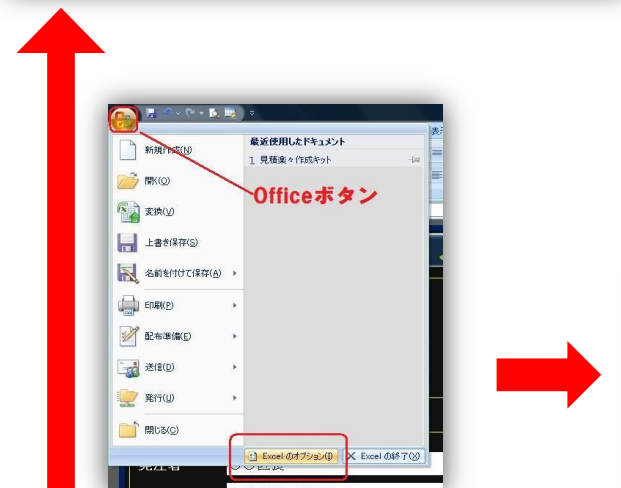 表示
新規作成(N)
開く(O)
変換(V)
上書き保存(S)
名前を付けて保存(A)
印刷(P)
配布準備(E)
送信(D)
発行(U)
閉じる(C)
最近使用したドキュメント
1 見積楽々作成キット
Officeボタン
Excel のオプション(I)
Excel の終了(X)